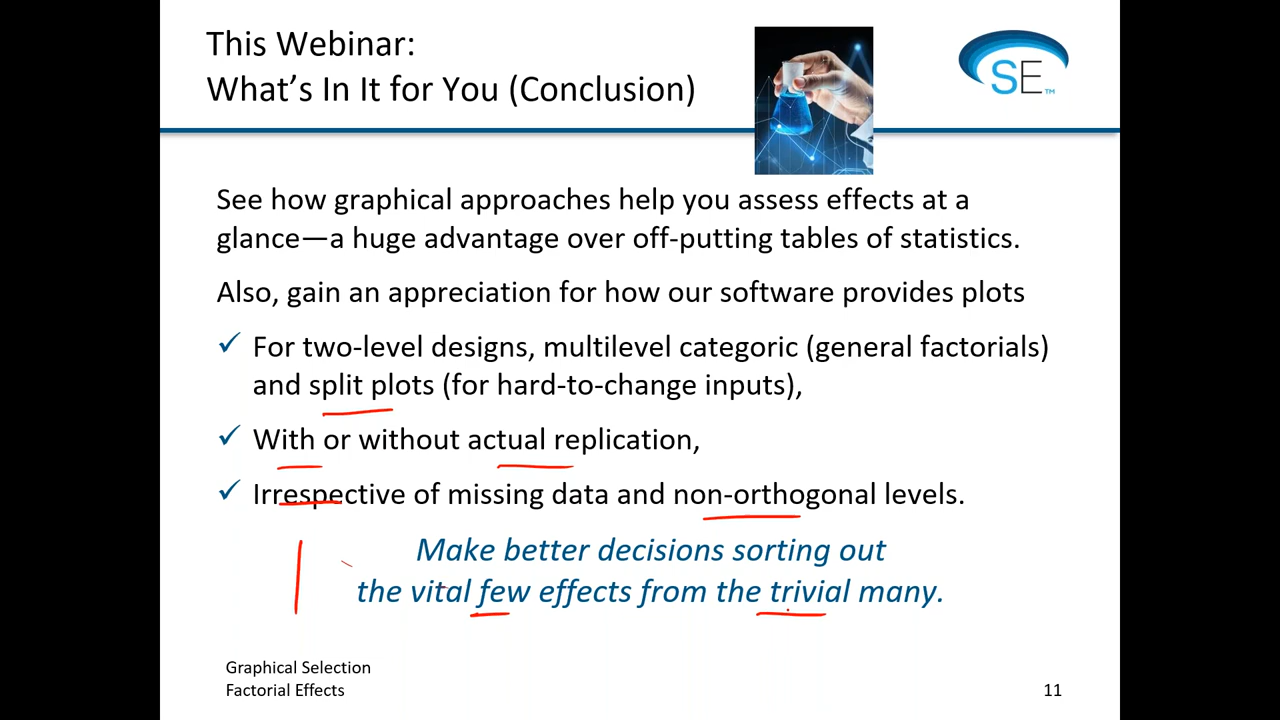 This Webinar:
What’s In It for You (Conclusion)
SE™
See how graphical approaches help you assess effects at a
glance—a huge advantage over off-putting tables of statistics.
Also, gain an appreciation for how our software provides plots
✓ For two-level designs, multilevel categoric (general factorials)
and split plots (for hard-to-change inputs),
✓ With or without actual replication,
✓ Irrespective of missing data and non-orthogonal levels.
Make better decisions sorting out
the vital few effects from the trivial many.
Graphical Selection
Factorial Effects
11